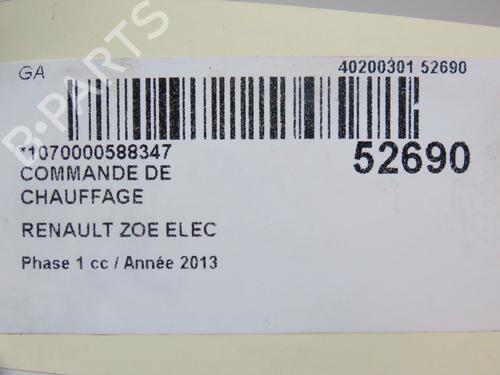 GA
40200301 52690
B-PARTS
*1070000588347
52690
COMMANDE DE
CHAUFFAGE
RENAULT ZOE ELEC
Phase 1 cc / Année 2013